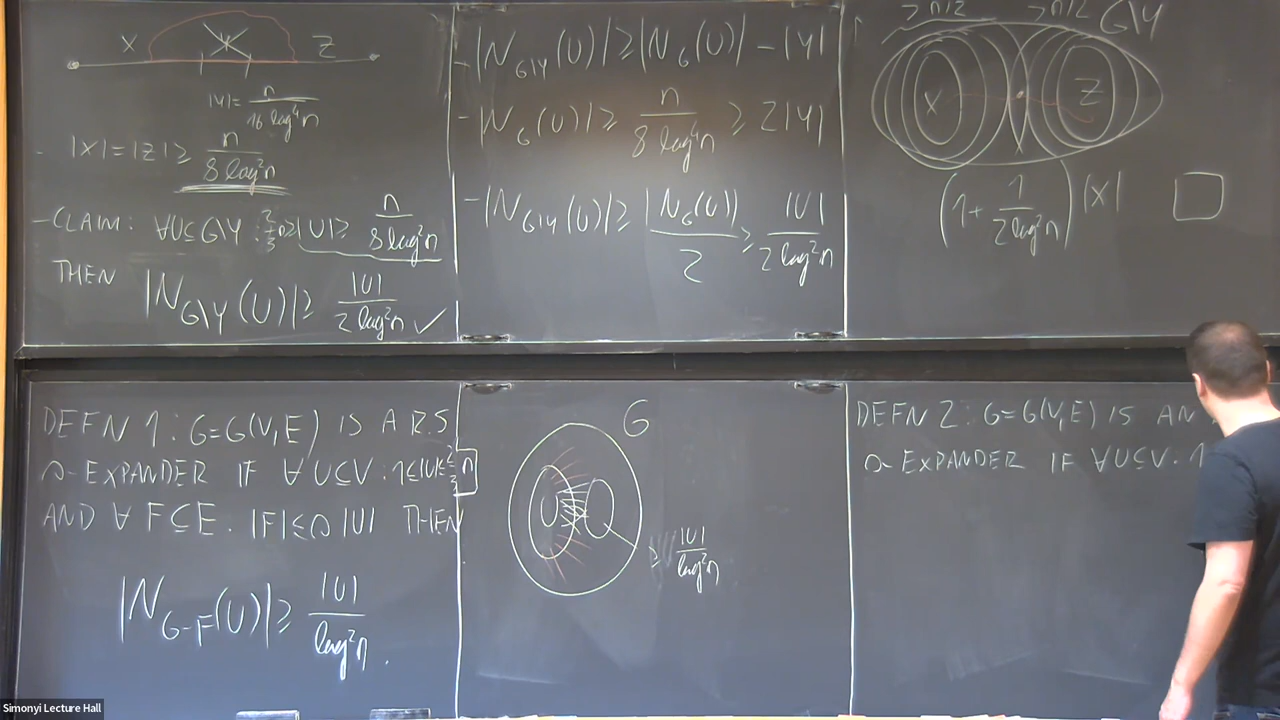 X Y Z
|Y| = n / 16 log⁴n
- |X| = |Z| ≥ n / 8 log²n
- CLAIM: ∀U⊆G\Y : 2/3 n ≥ |U| ≥ n / 8 log²n
THEN |N_{G\Y}(U)| ≥ |U| / 2 log²n ✓
- |N_{G\Y}(U)| ≥ |N_G(U)| - |Y|
- |N_G(U)| ≥ n / 8 log⁴n ≥ 2|Y|
- |N_{G\Y}(U)| ≥ |N_G(U)| / 2 ≥ |U| / 2 log²n
> n/2 > n/2 G\Y
X Z
(1 + 1 / 2 log²n) |X| □
DEFN 1: G=G(V,E) IS A R.S
s-EXPANDER IF ∀U⊆V: 1≤|U|≤2/3 n
AND ∀ F⊆E. |F|≤s|U| THEN
|N_{G-F}(U)| ≥ |U| / log²n .
G
U
≥ |U| / log²n
DEFN 2: G=G(V,E) IS AN
s-EXPANDER IF ∀U⊆V. 1
Simonyi Lecture Hall